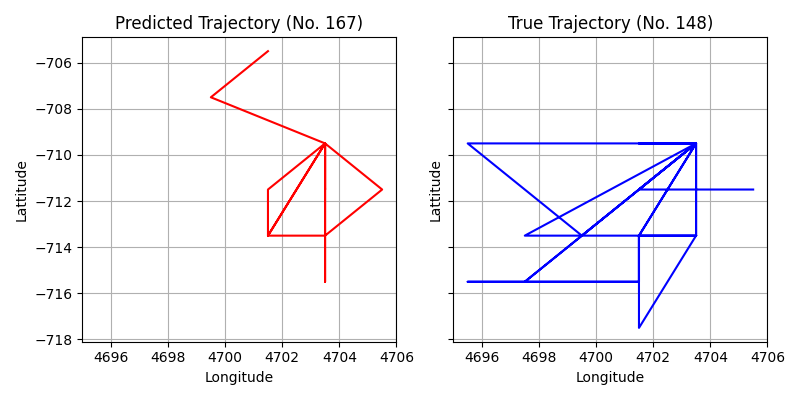 Predicted Trajectory (No. 167)
True Trajectory (No. 148)
−706
−708
−710
−712
−714
−716
−718
Lattitude
Lattitude
4696 4698 4700 4702 4704 4706
4696 4698 4700 4702 4704 4706
Longitude
Longitude